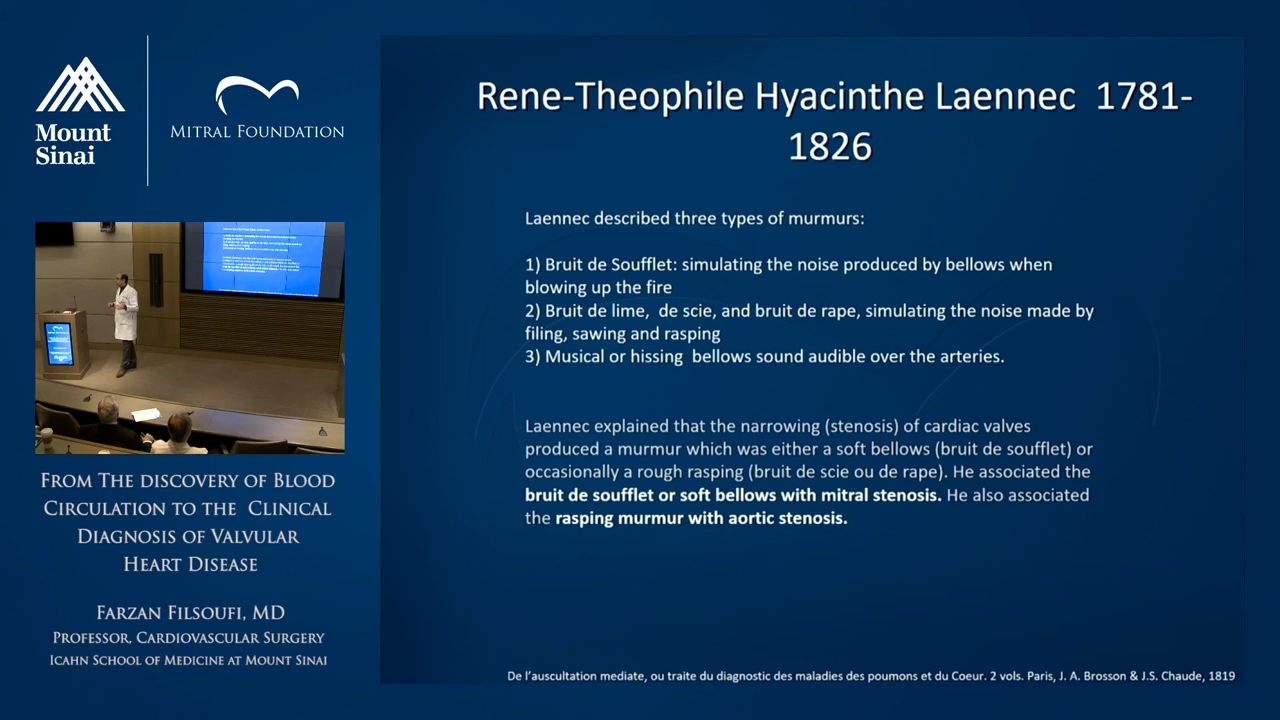 Mount
Sinai
MITRAL FOUNDATION
FROM THE DISCOVERY OF BLOOD
CIRCULATION TO THE CLINICAL
DIAGNOSIS OF VALVULAR
HEART DISEASE
FARZAN FILSOUFI, MD
PROFESSOR, CARDIOVASCULAR SURGERY
ICAHN SCHOOL OF MEDICINE AT MOUNT SINAI
Rene-Theophile Hyacinthe Laennec 1781-
1826
Laennec described three types of murmurs:
1) Bruit de Soufflet: simulating the noise produced by bellows when
blowing up the fire
2) Bruit de lime, de scie, and bruit de rape, simulating the noise made by
filing, sawing and rasping
3) Musical or hissing bellows sound audible over the arteries.
Laennec explained that the narrowing (stenosis) of cardiac valves
produced a murmur which was either a soft bellows (bruit de soufflet) or
occasionally a rough rasping (bruit de scie ou de rape). He associated the
bruit de soufflet or soft bellows with mitral stenosis. He also associated
the rasping murmur with aortic stenosis.
De l'auscultation mediate, ou traite du diagnostic des maladies des poumons et du Coeur. 2 vols. Paris, J. A. Brosson & J.S. Chaude, 1819